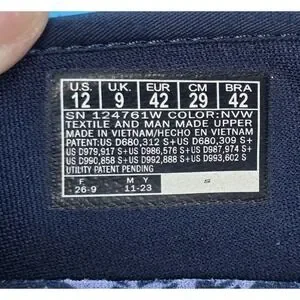 U.S. U.K. EUR CM BRA
12 9 42 29 42
SN 124761W COLOR:NVW
TEXTILE AND MAN MADE UPPER
MADE IN VIETNAM/HECHO EN VIETNAM
PATENT:US D680,312 S+US D680,309 S+
US D979,917 S+US D986,576 S+US D987,974 S+
US D990,858 S+US D992,888 S+US D993,602 S
UTILITY PATENT PENDING
F M Y S
26-9 11-23